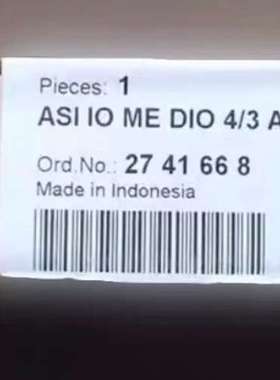 Pieces: 1
ASI IO ME DIO 4/3 A
Ord.No.: 27 41 66 8
Made in Indonesia